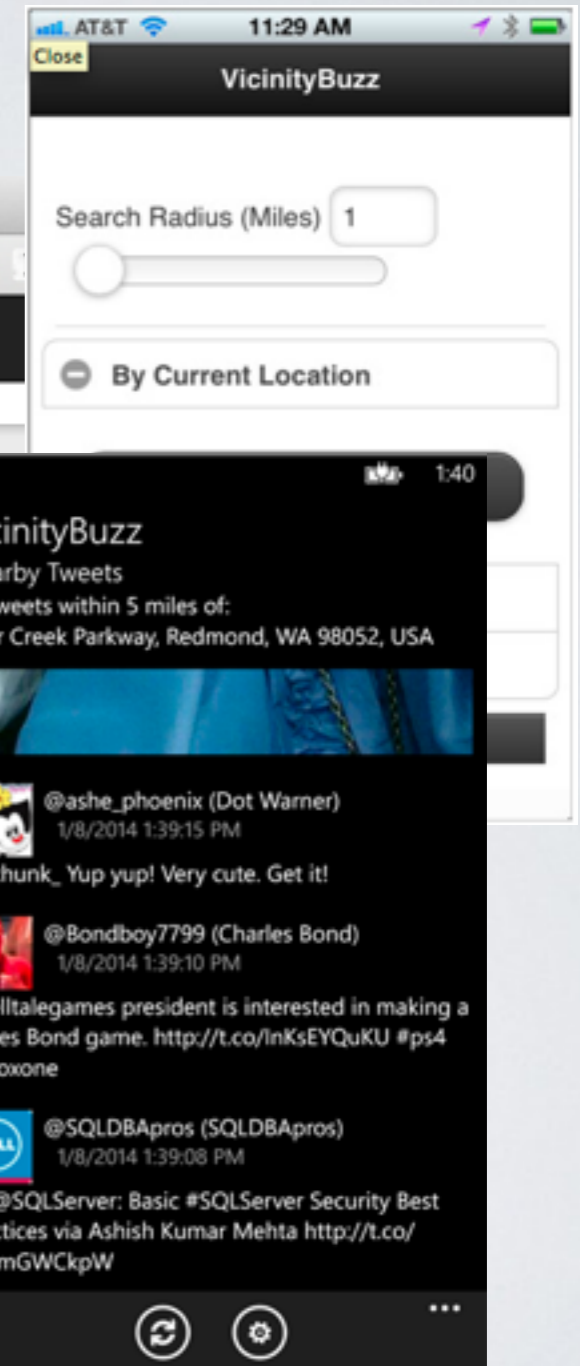 AT&T 11:29 AM
Close
VicinityBuzz
Search Radius (Miles) 1
By Current Location
1:40
cinityBuzz
arby Tweets
weets within 5 miles of:
r Creek Parkway, Redmond, WA 98052, USA
@ashe_phoenix (Dot Warner)
1/8/2014 1:39:15 PM
hunk_ Yup yup! Very cute. Get it!
@Bondboy7799 (Charles Bond)
1/8/2014 1:39:10 PM
lltalegames president is interested in making a
es Bond game. http://t.co/InKsEYQuKU #ps4
oxone
@SQLDBApros (SQLDBApros)
1/8/2014 1:39:08 PM
@SQLServer: Basic #SQLServer Security Best
ctices via Ashish Kumar Mehta http://t.co/
mGWCkpW